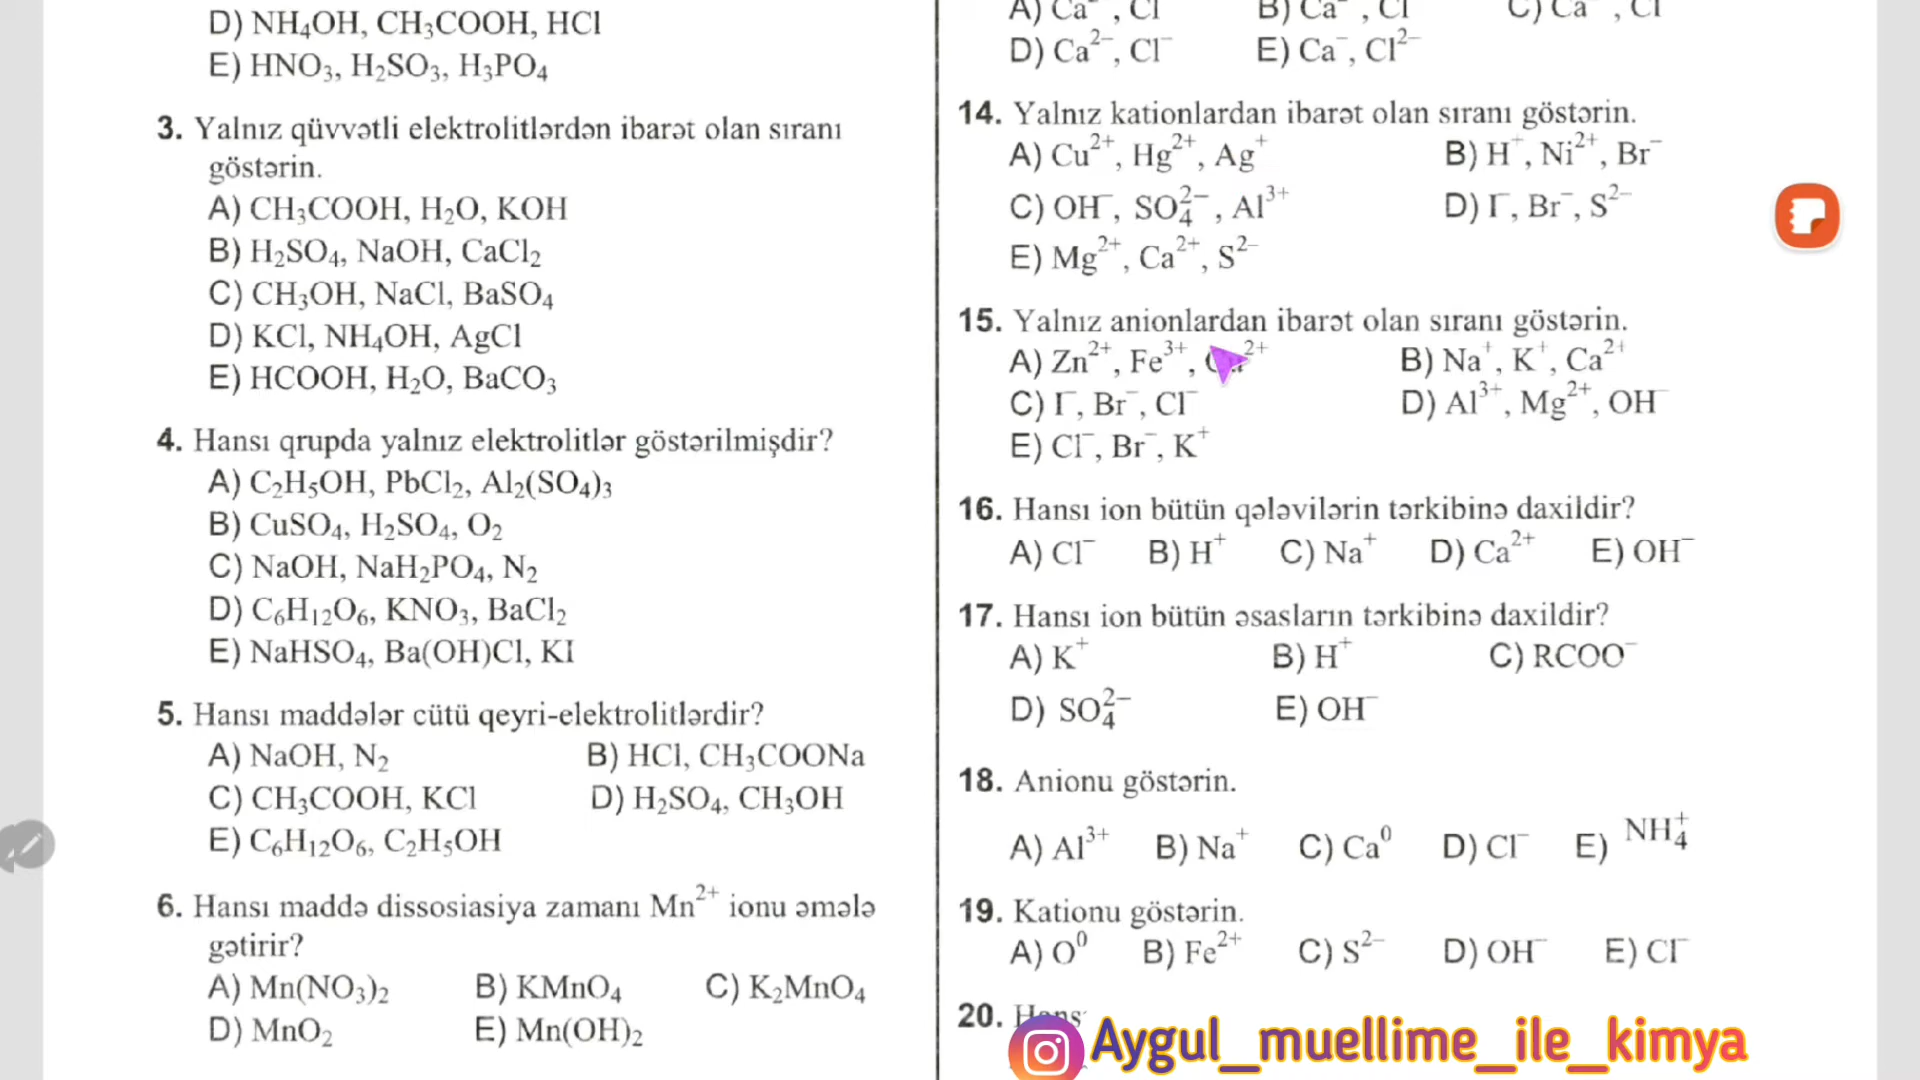 D) NH₄OH, CH₃COOH, HCl
E) HNO₃, H₂SO₃, H₃PO₄
3. Yalnız qüvvətli elektrolitlərdən ibarət olan sıranı
göstərin.
A) CH₃COOH, H₂O, KOH
B) H₂SO₄, NaOH, CaCl₂
C) CH₃OH, NaCl, BaSO₄
D) KCl, NH₄OH, AgCl
E) HCOOH, H₂O, BaCO₃
4. Hansı qrupda yalnız elektrolitlər göstərilmişdir?
A) C₂H₅OH, PbCl₂, Al₂(SO₄)₃
B) CuSO₄, H₂SO₄, O₂
C) NaOH, NaH₂PO₄, N₂
D) C₆H₁₂O₆, KNO₃, BaCl₂
E) NaHSO₄, Ba(OH)Cl, KI
5. Hansı maddələr cütü qeyri-elektrolitlərdir?
A) NaOH, N₂ B) HCl, CH₃COONa
C) CH₃COOH, KCl D) H₂SO₄, CH₃OH
E) C₆H₁₂O₆, C₂H₅OH
6. Hansı maddə dissosiasiya zamanı Mn²⁺ ionu əmələ
gətirir?
A) Mn(NO₃)₂ B) KMnO₄ C) K₂MnO₄
D) MnO₂ E) Mn(OH)₂
D) Ca²⁻, Cl⁻ E) Ca⁻, Cl²⁻
14. Yalnız kationlardan ibarət olan sıranı göstərin.
A) Cu²⁺, Hg²⁺, Ag⁺ B) H⁺, Ni²⁺, Br⁻
C) OH⁻, SO₄²⁻, Al³⁺ D) I⁻, Br⁻, S²⁻
E) Mg²⁺, Ca²⁺, S²⁻
15. Yalnız anionlardan ibarət olan sıranı göstərin.
A) Zn²⁺, Fe³⁺, B) Na⁺, K⁺, Ca²⁺
C) I⁻, Br⁻, Cl⁻ D) Al³⁺, Mg²⁺, OH⁻
E) Cl⁻, Br⁻, K⁺
16. Hansı ion bütün qələvilərin tərkibinə daxildir?
A) Cl⁻ B) H⁺ C) Na⁺ D) Ca²⁺ E) OH⁻
17. Hansı ion bütün əsasların tərkibinə daxildir?
A) K⁺ B) H⁺ C) RCOO⁻
D) SO₄²⁻ E) OH⁻
18. Anionu göstərin.
A) Al³⁺ B) Na⁺ C) Ca⁰ D) Cl⁻ E) NH₄⁺
19. Kationu göstərin.
A) O⁰ B) Fe²⁺ C) S²⁻ D) OH⁻ E) Cl⁻
20.
Aygul_muellime_ile_kimya